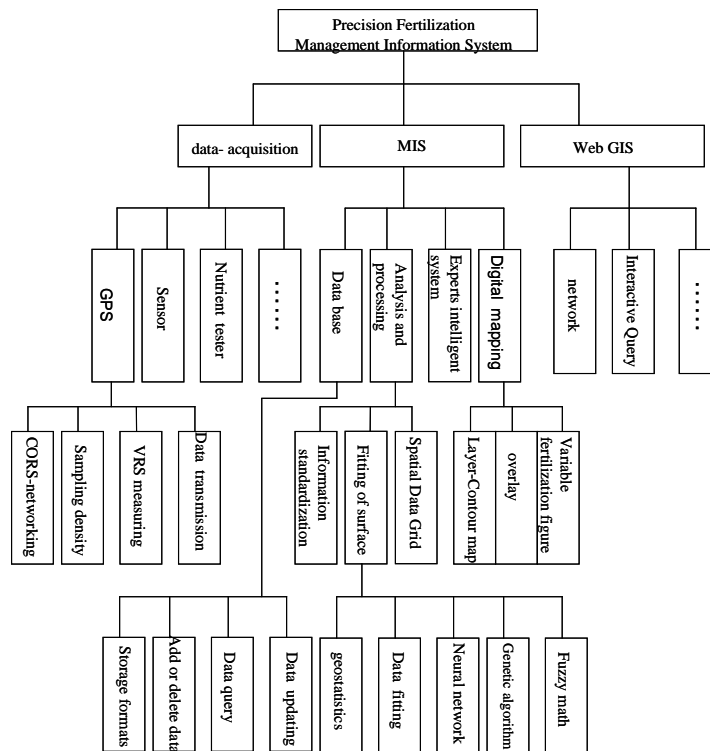 Precision Fertilization
Management Information System
data- acquisition
MIS
Web GIS
GPS
Sensor
Nutrient tester
......
Data base
Analysis and
processing
Experts intelligent
system
Digital mapping
network
Interactive Query
......
CORS-networking
Sampling density
VRS measuring
Data transmission
Information
standardization
Fitting of surface
Spatial Data Grid
Layer-Contour map
overlay
Variable
fertilization figure
Storage formats
Add or delete data
Data query
Data updating
geostatistics
Data fitting
Neural network
Genetic algorithm
Fuzzy math